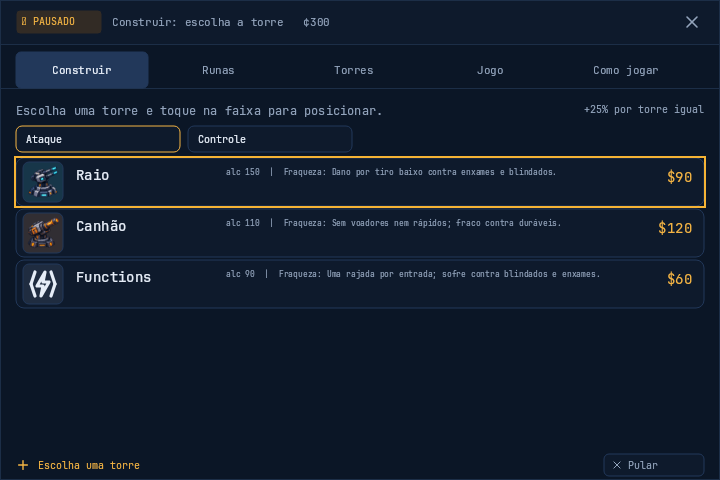 PAUSADO
Construir: escolha a torre $300
Construir Runas Torres Jogo Como jogar
Escolha uma torre e toque na faixa para posicionar. +25% por torre igual
Ataque Controle
Raio alc 150 | Fraqueza: Dano por tiro baixo contra enxames e blindados. $90
Canhão alc 110 | Fraqueza: Sem voadores nem rápidos; fraco contra duráveis. $120
Functions alc 90 | Fraqueza: Uma rajada por entrada; sofre contra blindados e enxames. $60
Escolha uma torre Pular